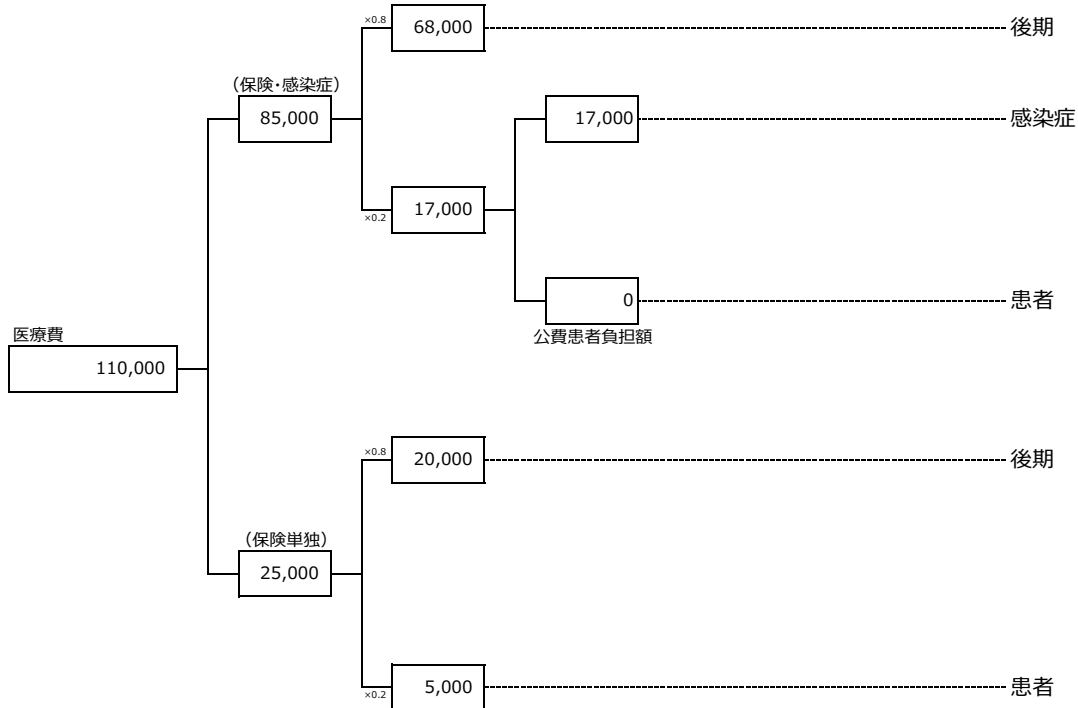 ×0.8
68,000
後期
（保険・感染症）
85,000
17,000
感染症
×0.2
17,000
0
患者
公費患者負担額
医療費
110,000
×0.8
20,000
後期
（保険単独）
25,000
×0.2
5,000
患者